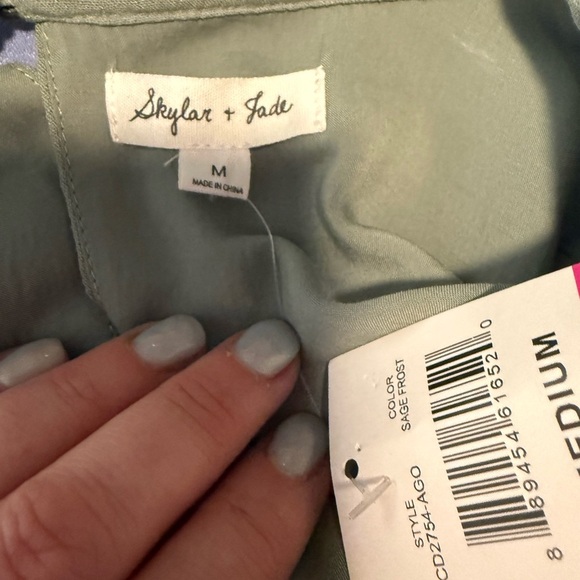 Skylar + Jade
M
MADE IN CHINA
COLOR
SAGE FROST
STYLE
CD2754-AGO
8 89454 61652 0